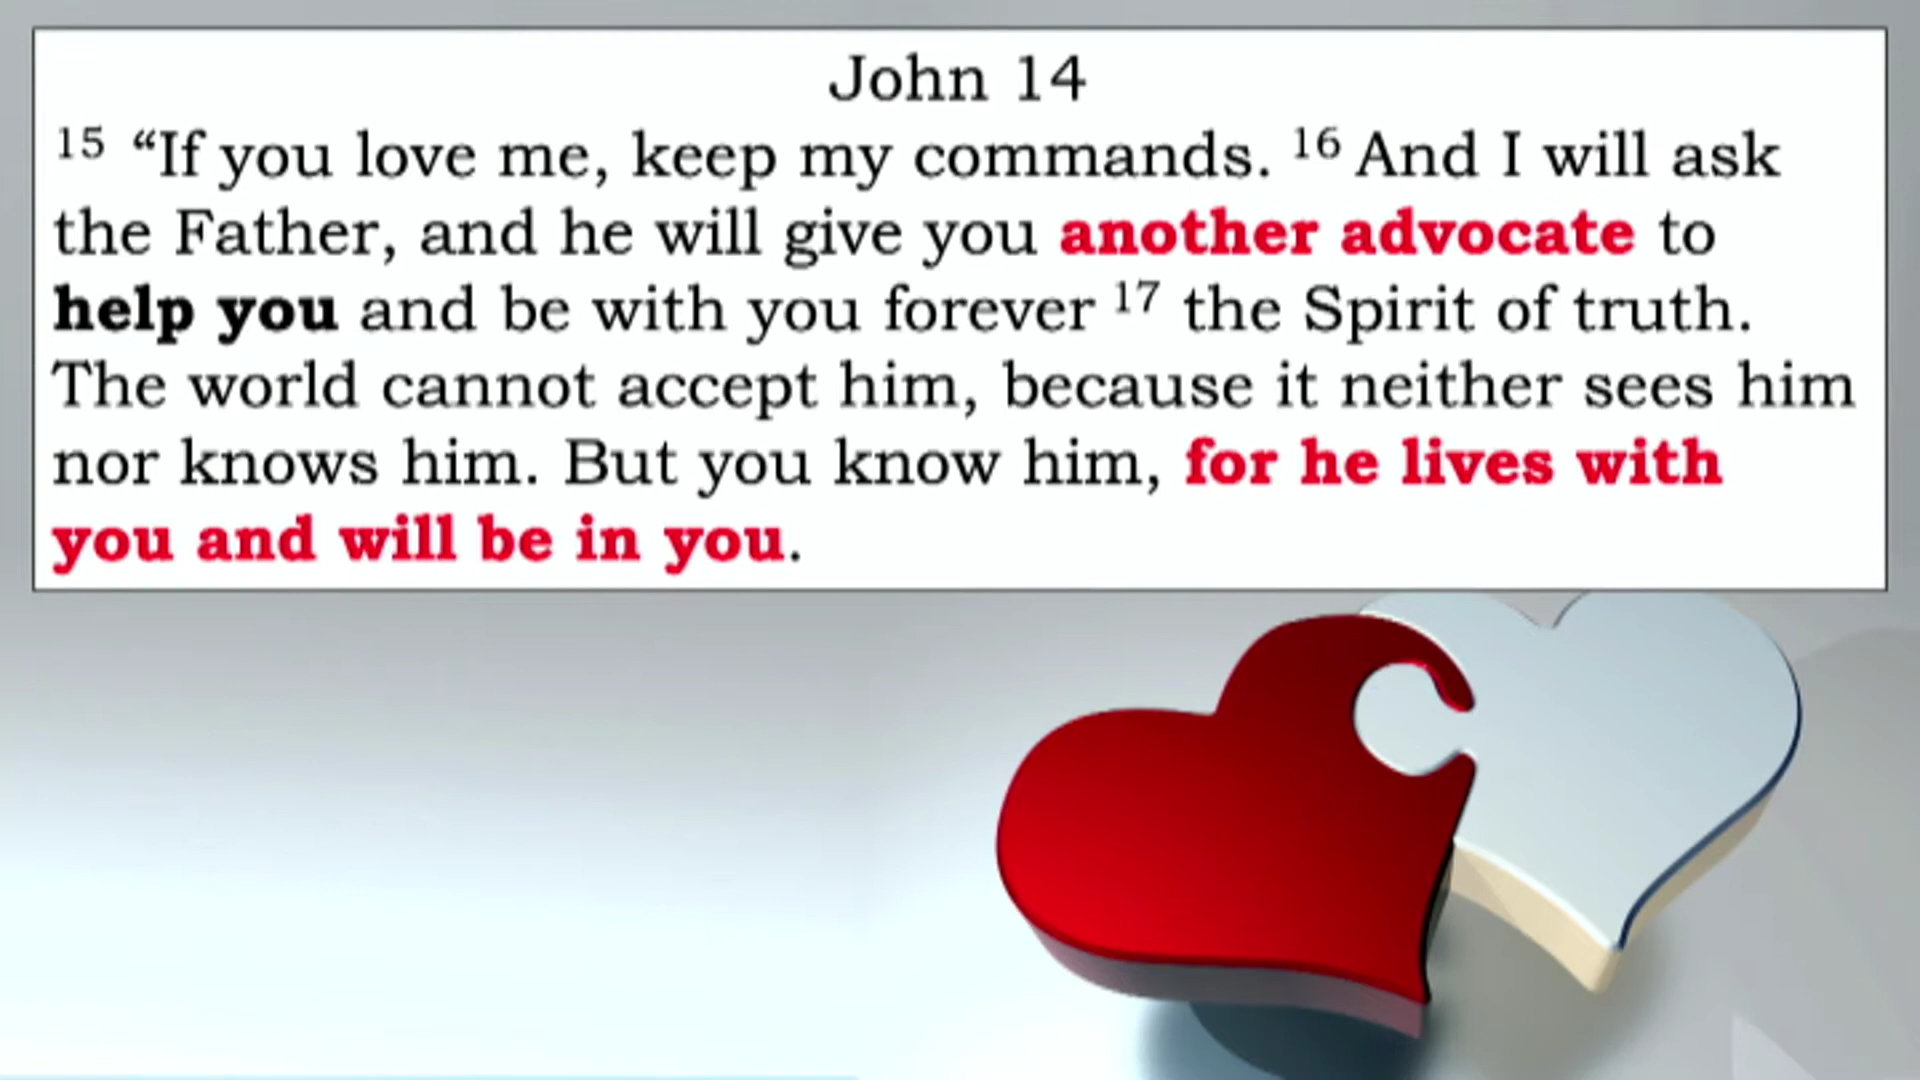 John 14
15 “If you love me, keep my commands. 16 And I will ask
the Father, and he will give you another advocate to
help you and be with you forever 17 the Spirit of truth.
The world cannot accept him, because it neither sees him
nor knows him. But you know him, for he lives with
you and will be in you.